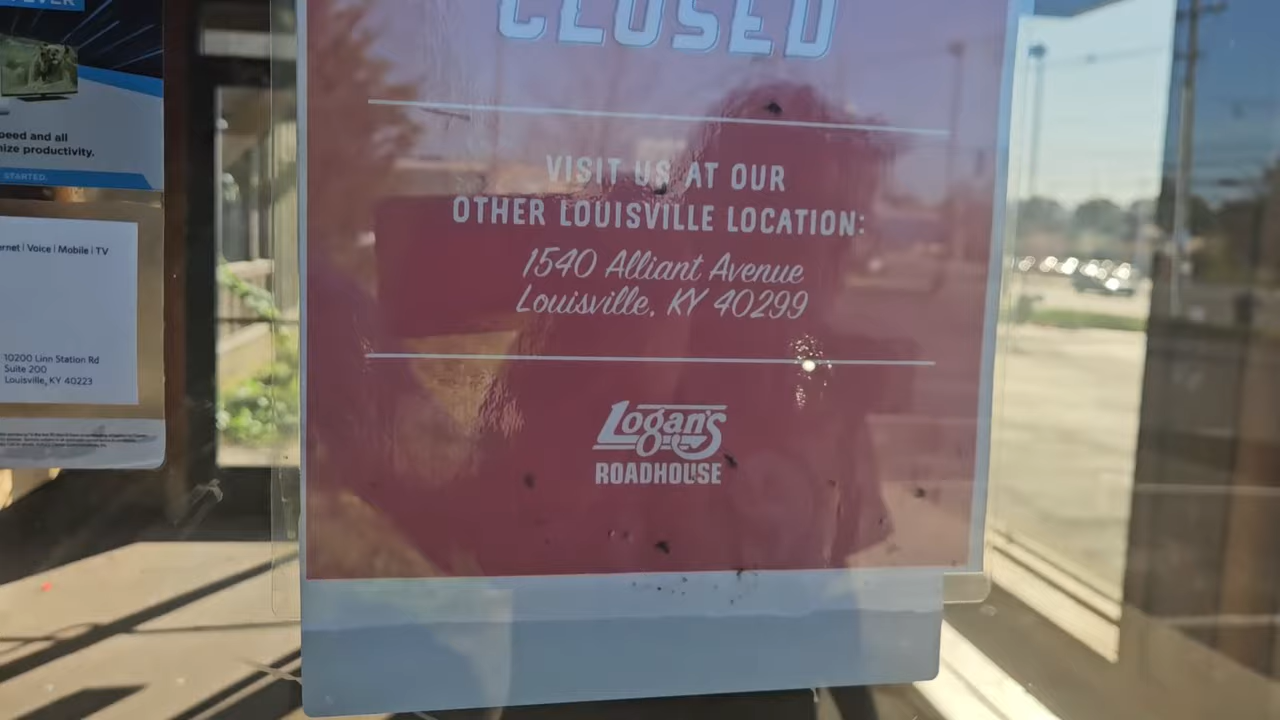 EVER
CLOSED
peed and all
nize productivity.
STARTED.
VISIT US AT OUR
OTHER LOUISVILLE LOCATION:
1540 Alliant Avenue
Louisville, KY 40299
ernet | Voice | Mobile | TV
10200 Linn Station Rd
Suite 200
Louisville, KY 40223
Logan's
ROADHOUSE